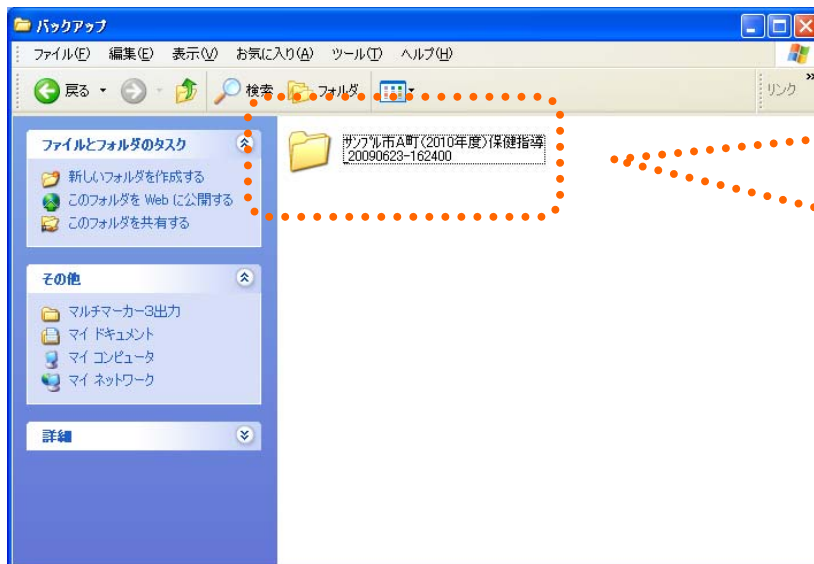 バックアップ
ファイル(F) 編集(E) 表示(V) お気に入り(A) ツール(T) ヘルプ(H)
戻る 検索 フォルダ リンク »
ファイルとフォルダのタスク
新しいフォルダを作成する
このフォルダを Web に公開する
このフォルダを共有する
その他
マルチマーカー3出力
マイ ドキュメント
マイ コンピュータ
マイ ネットワーク
詳細
サンプル市A町(2010年度)保健指導
_20090623-162400